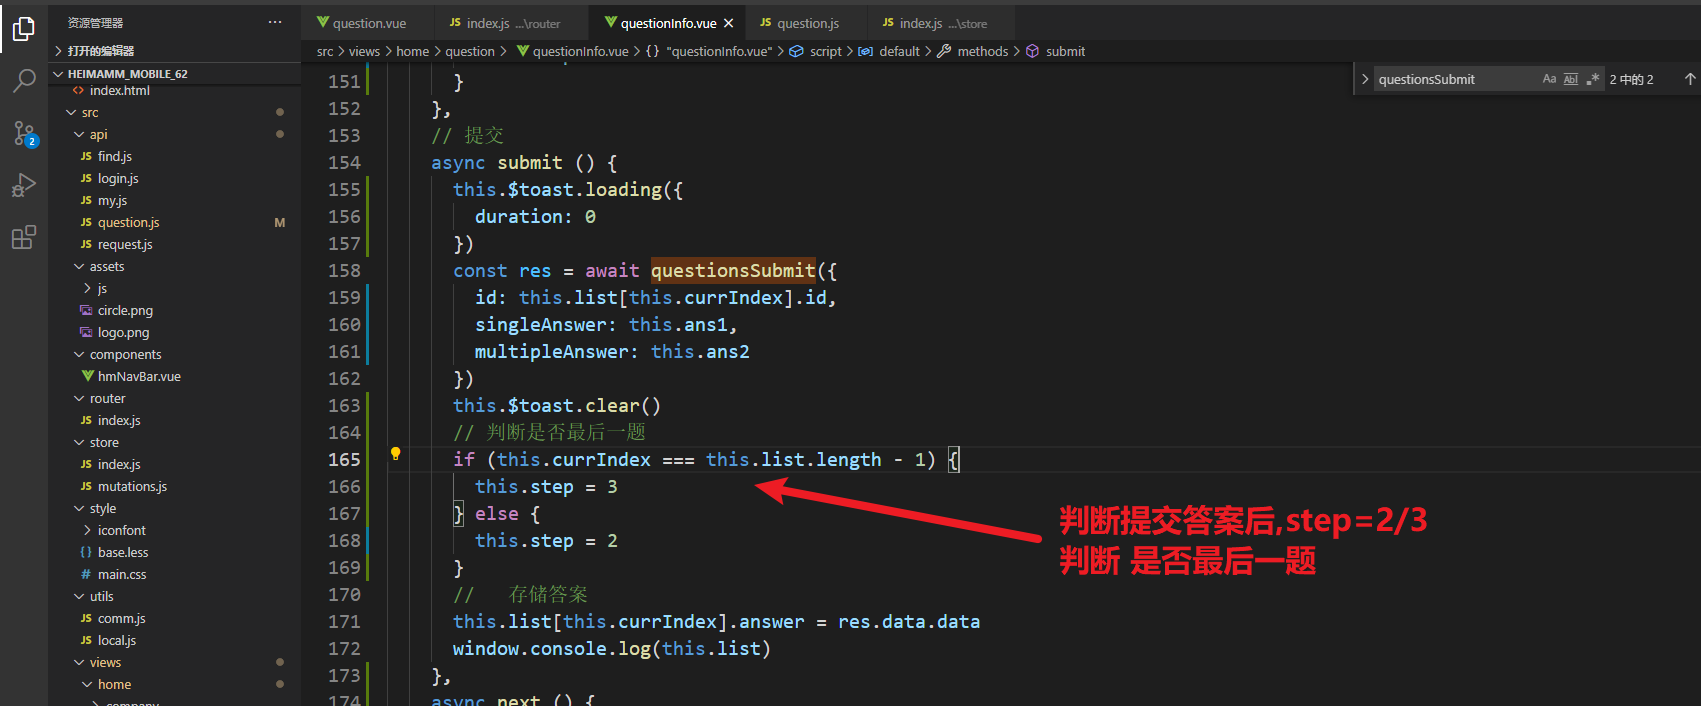 资源管理器 ···
question.vue
JS index.js ...\router
questionInfo.vue ×
JS question.js
JS index.js ...\store
打开的编辑器
src > views > home > question > questionInfo.vue > {} "questionInfo.vue" > script > default > methods > submit
HEIMAMM_MOBILE_62
questionsSubmit Aa Abl .* 2 中的 2
<> index.html
src
api
JS find.js
JS login.js
JS my.js
JS question.js M
JS request.js
assets
js
circle.png
logo.png
components
hmNavBar.vue
router
JS index.js
store
JS index.js
JS mutations.js
style
iconfont
{} base.less
# main.css
utils
JS comm.js
JS local.js
views
home
company
2
151 }
152 },
153 // 提交
154 async submit () {
155 this.$toast.loading({
156 duration: 0
157 })
158 const res = await questionsSubmit({
159 id: this.list[this.currIndex].id,
160 singleAnswer: this.ans1,
161 multipleAnswer: this.ans2
162 })
163 this.$toast.clear()
164 // 判断是否最后一题
165 if (this.currIndex === this.list.length - 1) {
166 this.step = 3
167 } else {
168 this.step = 2
169 }
170 // 存储答案
171 this.list[this.currIndex].answer = res.data.data
172 window.console.log(this.list)
173 },
174 async next () {
判断提交答案后,step=2/3
判断 是否最后一题